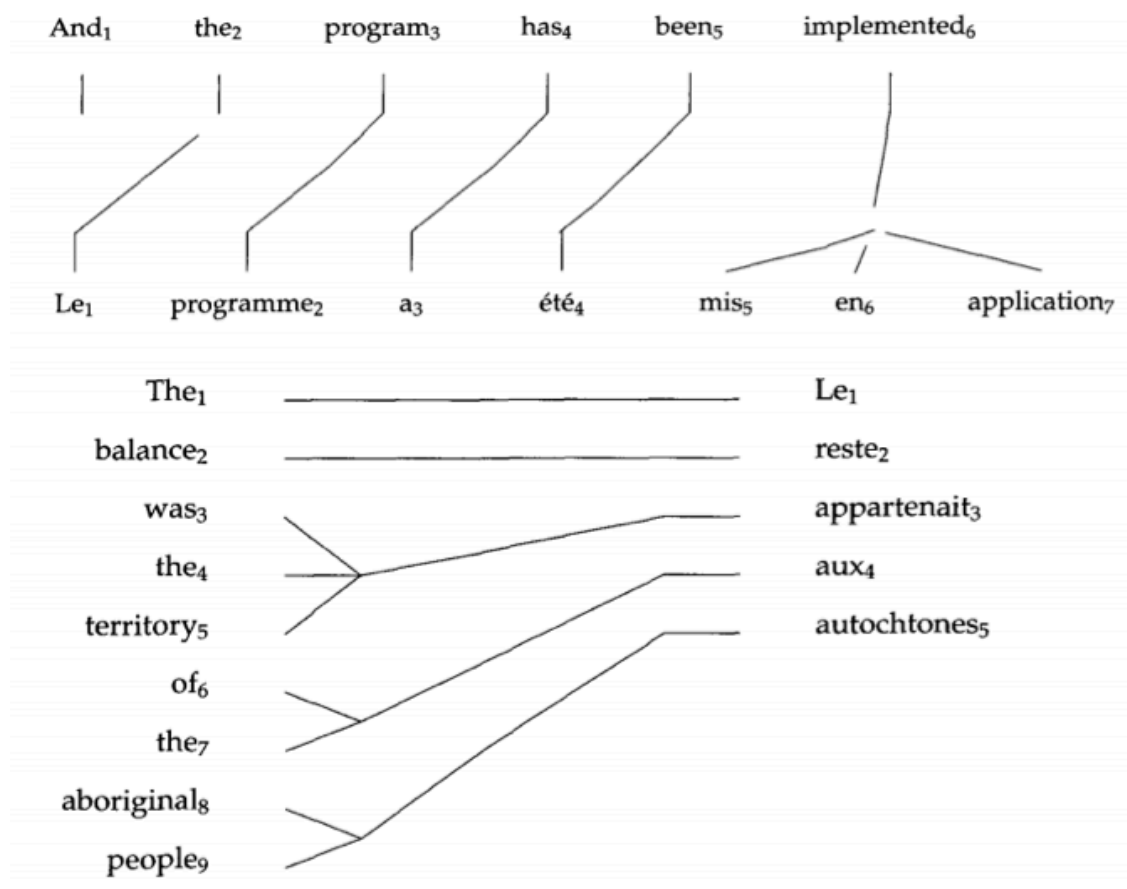 And₁ the₂ program₃ has₄ been₅ implemented₆
Le₁ programme₂ a₃ été₄ mis₅ en₆ application₇
The₁ Le₁
balance₂ reste₂
was₃ appartenait₃
the₄ aux₄
territory₅ autochtones₅
of₆
the₇
aboriginal₈
people₉